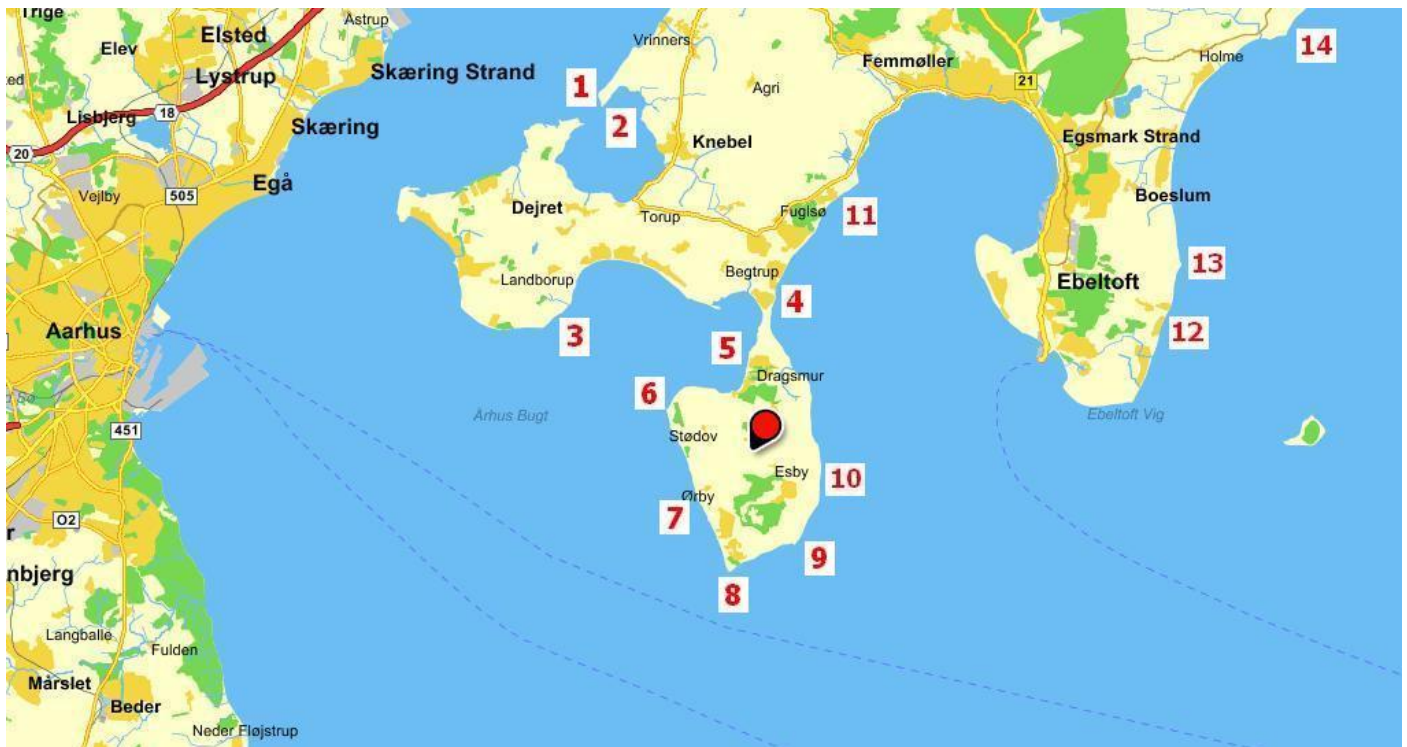 Trige
Astrup
Elev
Elsted
Vrinners
Holme
14
Femmøller
21
Skæring Strand
Lystrup
1
Agri
ted
Lisbjerg
18
2
Skæring
Egsmark Strand
Knebel
20
Egå
Vejlby
505
Dejret
Boeslum
Torup
Fuglsø
11
13
Begtrup
Landborup
4
Ebeltoft
Aarhus
3
12
5
Dragsmur
6
Århus Bugt
Ebeltoft Vig
451
Stødov
Esby
10
Ørby
O2
7
r
9
nbjerg
8
Langballe
Fulden
Mårslet
Beder
Neder Fløjstrup